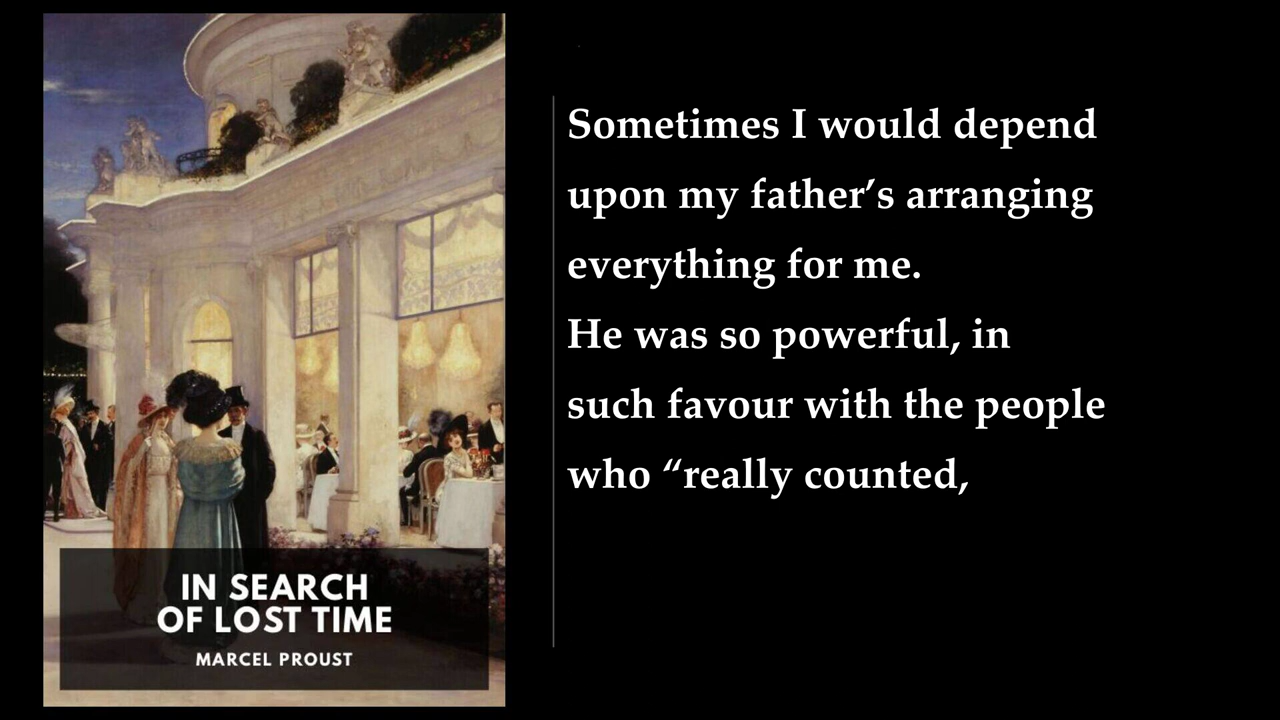 Sometimes I would depend
upon my father’s arranging
everything for me.
He was so powerful, in
such favour with the people
who “really counted,
IN SEARCH
OF LOST TIME
MARCEL PROUST